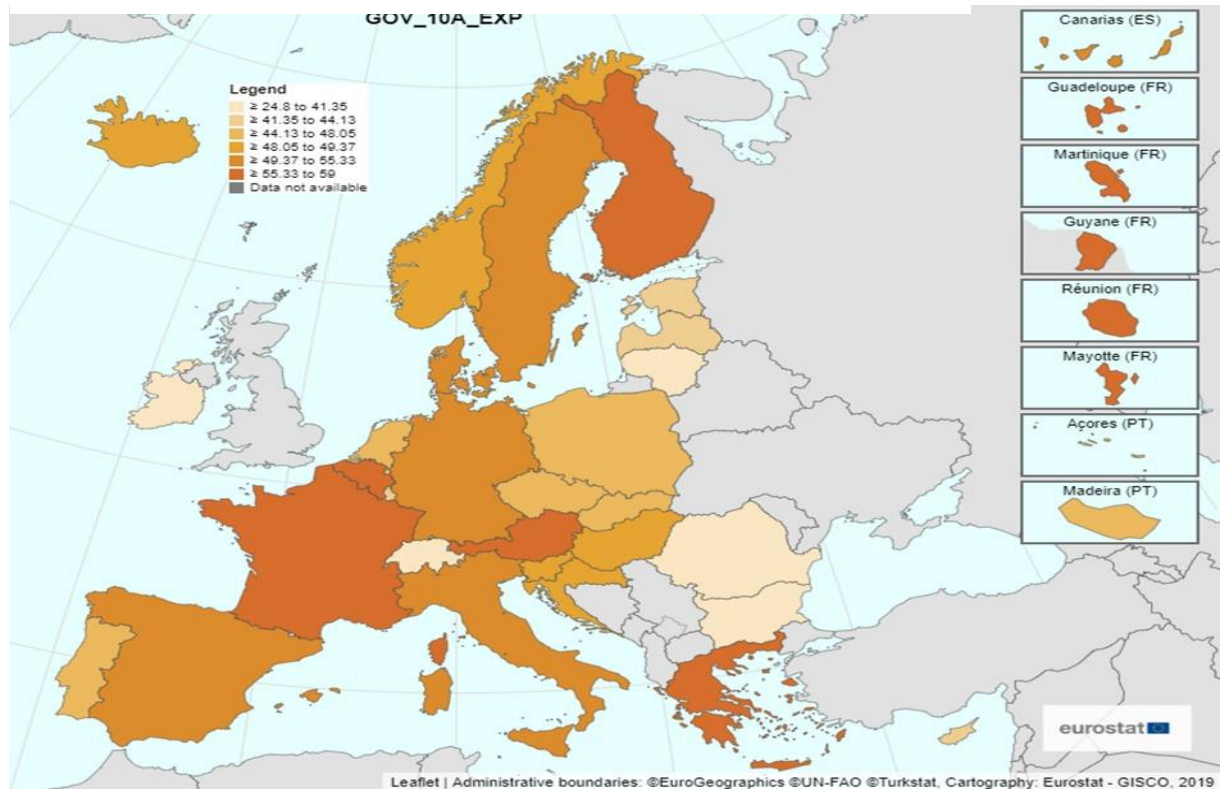 GOV_10A_EXP
Legend
≥ 24.8 to 41.35
≥ 41.35 to 44.13
≥ 44.13 to 48.05
≥ 48.05 to 49.37
≥ 49.37 to 55.33
≥ 55.33 to 59
Data not available
Canarias (ES)
Guadeloupe (FR)
Martinique (FR)
Guyane (FR)
Réunion (FR)
Mayotte (FR)
Açores (PT)
Madeira (PT)
eurostat
Leaflet | Administrative boundaries: ©EuroGeographics ©UN-FAO ©Turkstat, Cartography: Eurostat - GISCO, 2019